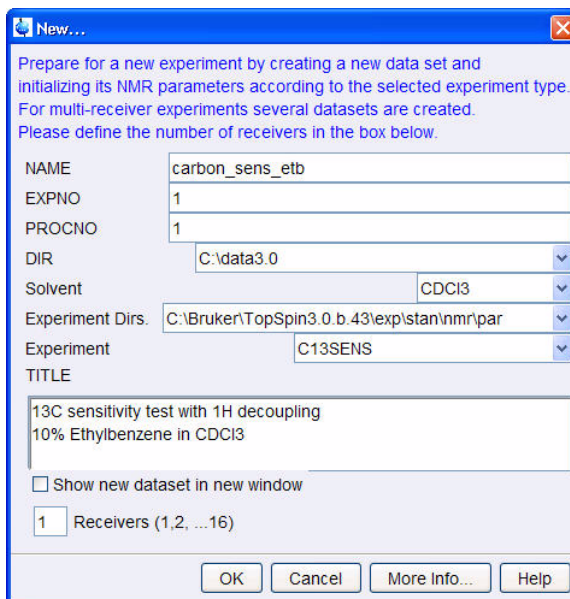 New...
Prepare for a new experiment by creating a new data set and
initializing its NMR parameters according to the selected experiment type.
For multi-receiver experiments several datasets are created.
Please define the number of receivers in the box below.
NAME carbon_sens_etb
EXPNO 1
PROCNO 1
DIR C:\data3.0
Solvent CDCl3
Experiment Dirs. C:\Bruker\TopSpin3.0.b.43\exp\stan\nmr\par
Experiment C13SENS
TITLE
13C sensitivity test with 1H decoupling
10% Ethylbenzene in CDCl3
Show new dataset in new window
1 Receivers (1,2, ...16)
OK Cancel More Info... Help